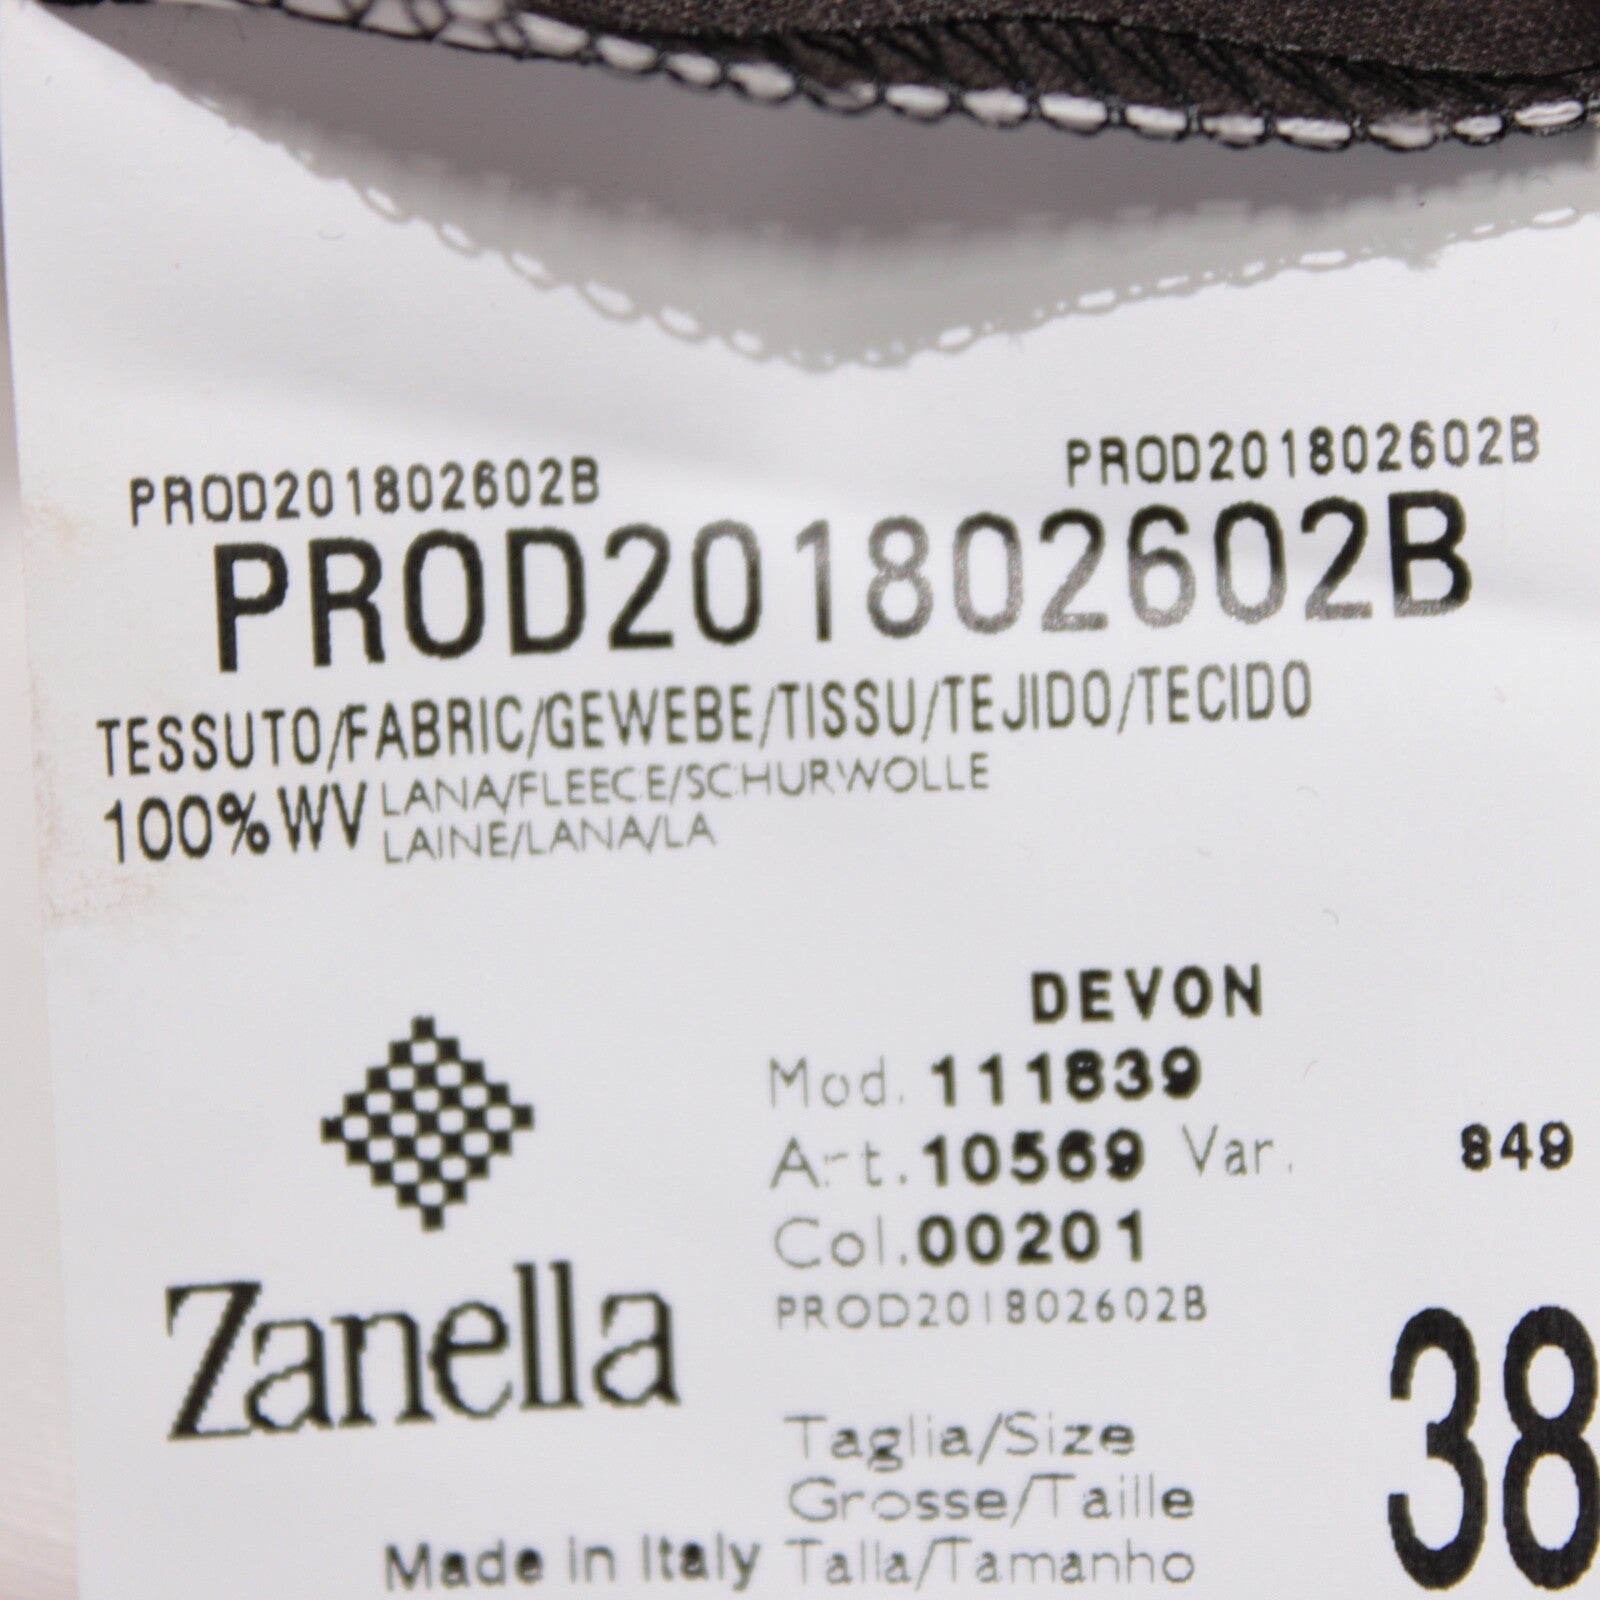 PROD201802602B PROD201802602B
PROD201802602B
TESSUTO/FABRIC/GEWEBE/TISSU/TEJIDO/TECIDO
100% WV LANA/FLEECE/SCHURWOLLE
LAINE/LANA/LA
DEVON
Mod. 111839
Art. 10569 Var. 849
Col. 00201
PROD201802602B
Zanella
Made in Italy
Taglia/Size
Grosse/Taille
Talla/Tamanho
38